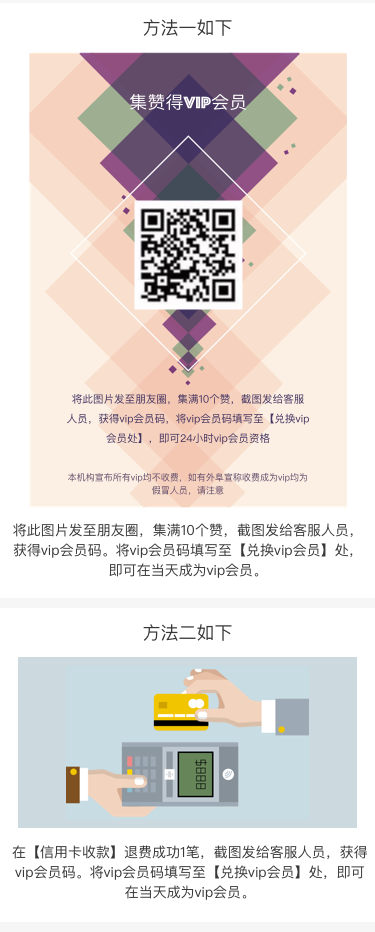 方法一如下
集赞得VIP会员
将此图片发至朋友圈，集满10个赞，截图发给客服
人员，获得vip会员码，将vip会员码填写至【兑换vip
会员处】，即可24小时vip会员资格
本机构宣布所有vip均不收费，如有外皇宣称收费成为vip均为
假冒人员，请注意
将此图片发至朋友圈，集满10个赞，截图发给客服人员，
获得vip会员码。将vip会员码填写至【兑换vip会员】处，
即可在当天成为vip会员。
方法二如下
在【信用卡收款】退费成功1笔，截图发给客服人员，获得
vip会员码。将vip会员码填写至【兑换vip会员】处，即可
在当天成为vip会员。